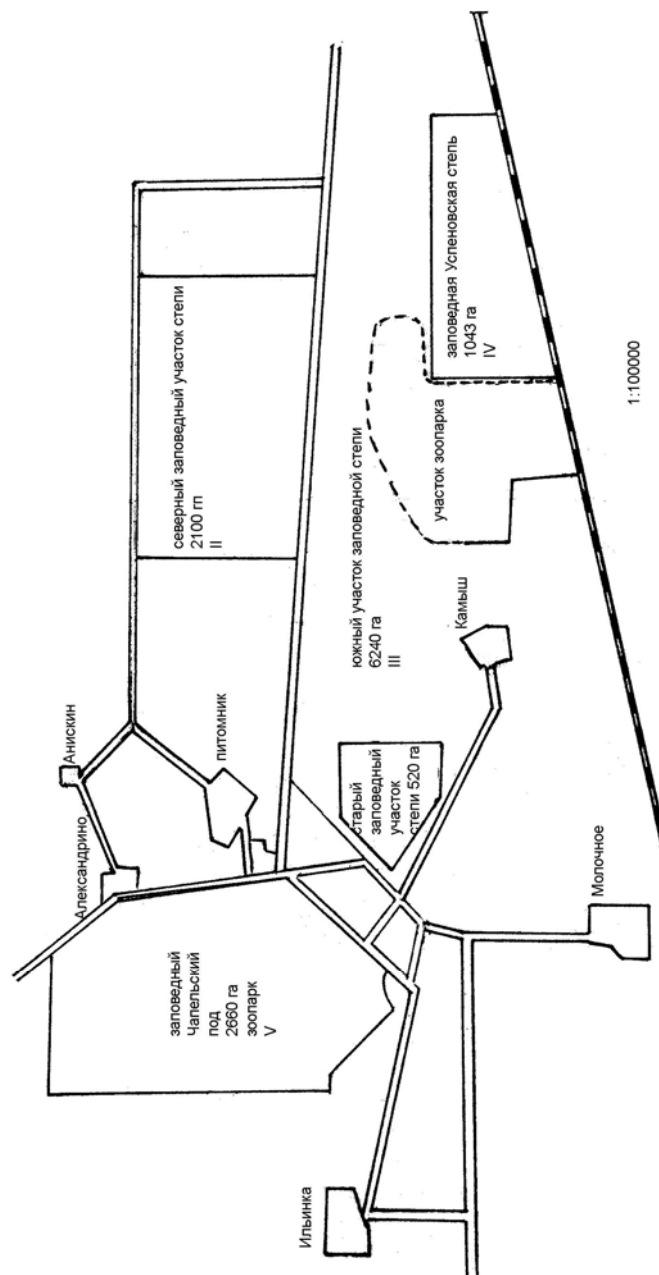 Анискин
Александрино
питомник
северный заповедный участок степи
2100 гп
II
заповедный
Чапельский
под
2660 га
зоопарк
V
южный участок заповедной степи
6240 га
III
старый
заповедный
участок
степи 520 га
заповедная Успеновская степь
1043 га
IV
участок зоопарка
Камыш
Ильинка
Молочное
1:100000